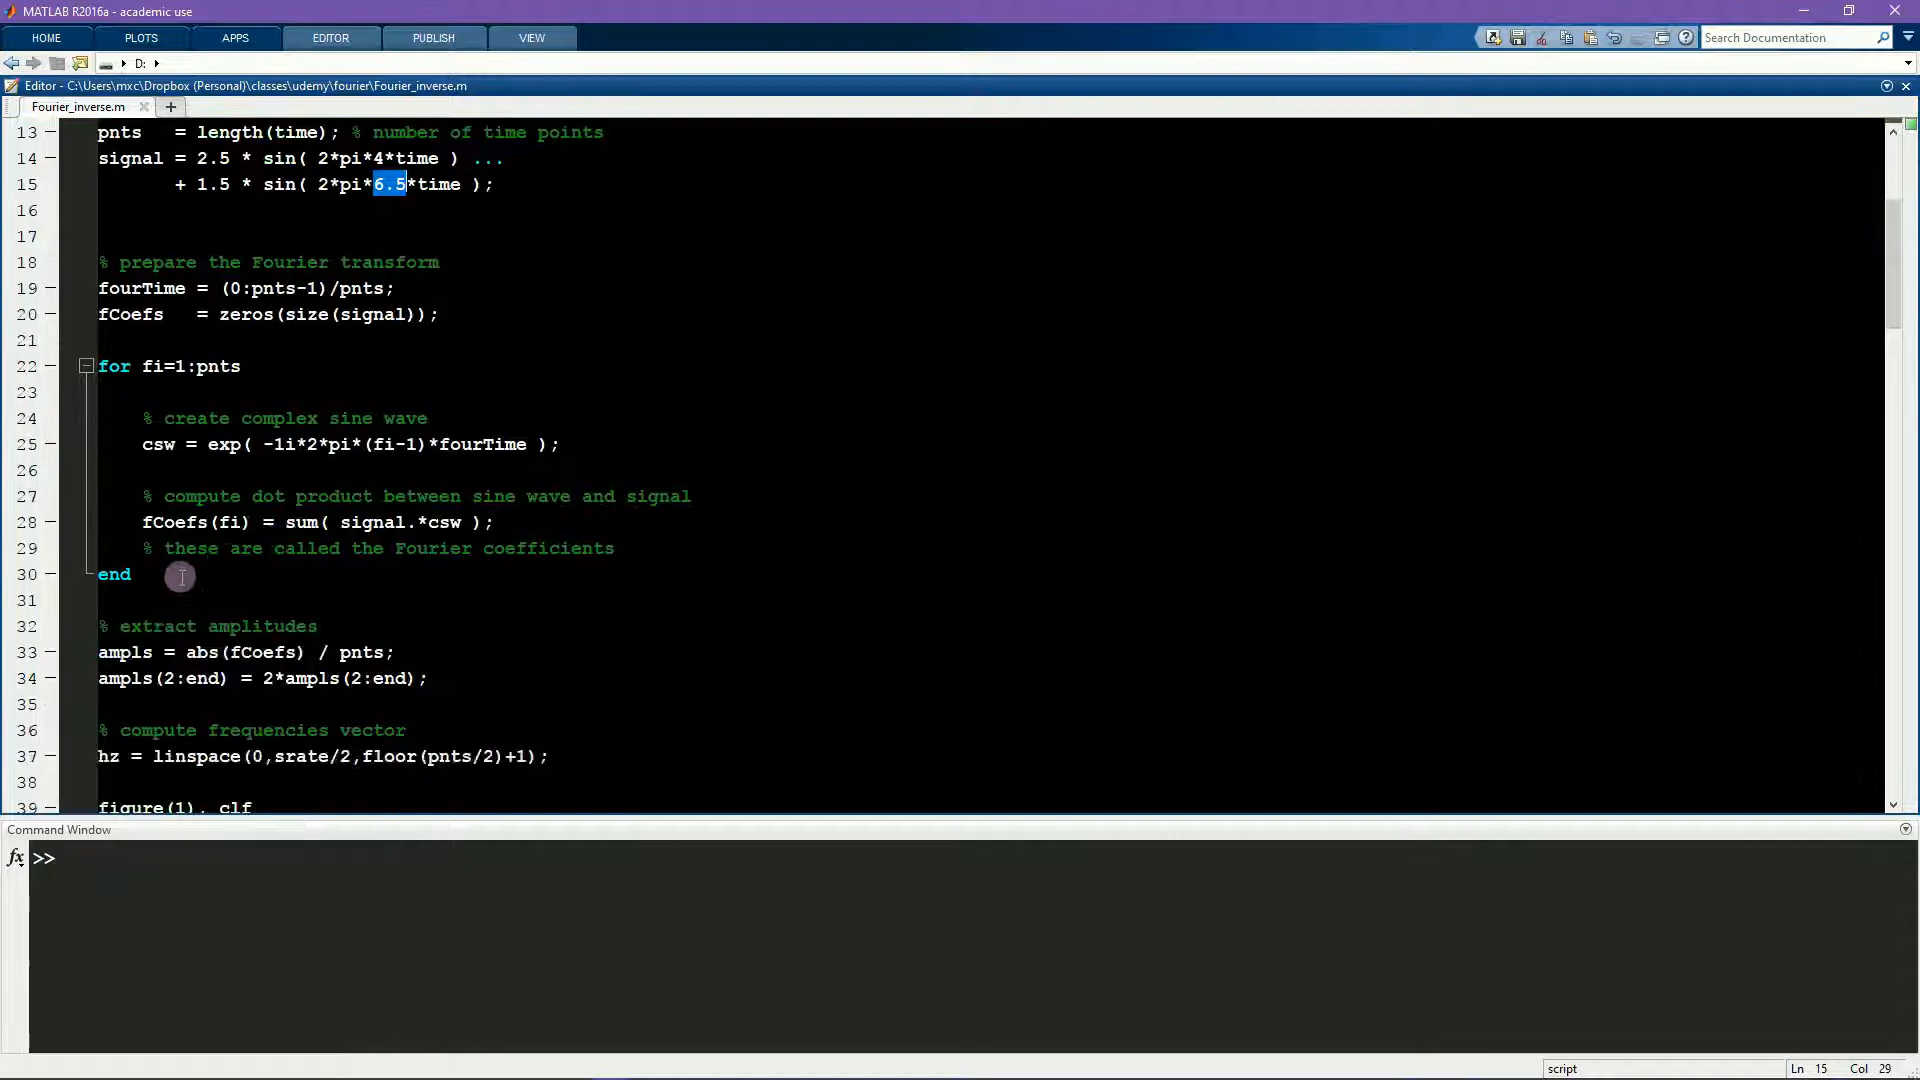 MATLAB R2016a - academic use
HOME PLOTS APPS EDITOR PUBLISH VIEW Search Documentation
D:
Editor - C:\Users\mxc\Dropbox (Personal)\classes\udemy\fourier\Fourier_inverse.m
Fourier_inverse.m
13 pnts   = length(time); % number of time points
14 signal = 2.5 * sin( 2*pi*4*time ) ...
15        + 1.5 * sin( 2*pi*6.5*time );
16
17
18 % prepare the Fourier transform
19 fourTime = (0:pnts-1)/pnts;
20 fCoefs   = zeros(size(signal));
21
22 for fi=1:pnts
23
24     % create complex sine wave
25     csw = exp( -1i*2*pi*(fi-1)*fourTime );
26
27     % compute dot product between sine wave and signal
28     fCoefs(fi) = sum( signal.*csw );
29     % these are called the Fourier coefficients
30 end
31
32 % extract amplitudes
33 ampls = abs(fCoefs) / pnts;
34 ampls(2:end) = 2*ampls(2:end);
35
36 % compute frequencies vector
37 hz = linspace(0,srate/2,floor(pnts/2)+1);
38
39 figure(1), clf
Command Window
fx >>
script Ln 15 Col 29